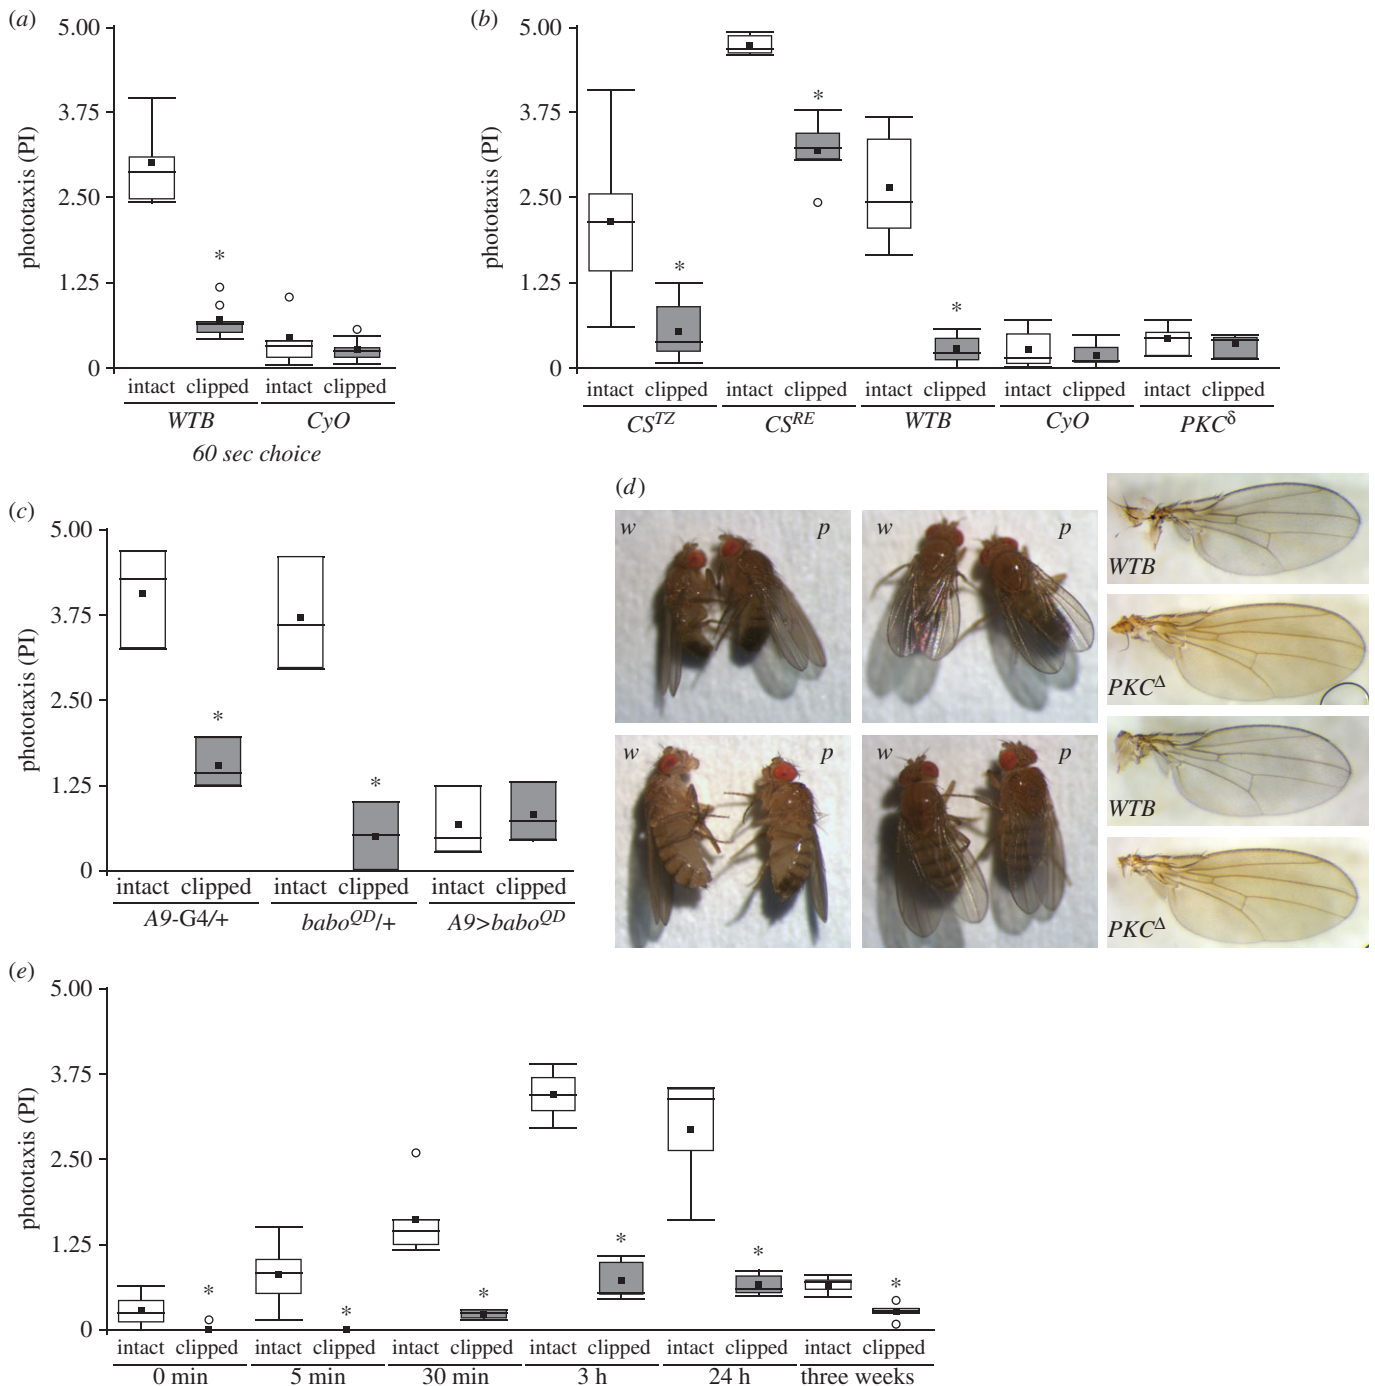 (a)
5.00
3.75
2.50
1.25
0
phototaxis (PI)
*
intact clipped intact clipped
WTB CyO
60 sec choice
(b)
5.00
3.75
2.50
1.25
0
phototaxis (PI)
* * *
intact clipped intact clipped intact clipped intact clipped intact clipped
CS^TZ CS^RE WTB CyO PKC^δ
(c)
5.00
3.75
2.50
1.25
0
phototaxis (PI)
* *
intact clipped intact clipped intact clipped
A9-G4/+ babo^QD/+ A9>babo^QD
(d)
w p w p
w p w p
WTB
PKC^Δ
WTB
PKC^Δ
(e)
5.00
3.75
2.50
1.25
0
phototaxis (PI)
* * * * * *
intact clipped intact clipped intact clipped intact clipped intact clipped intact clipped
0 min 5 min 30 min 3 h 24 h three weeks